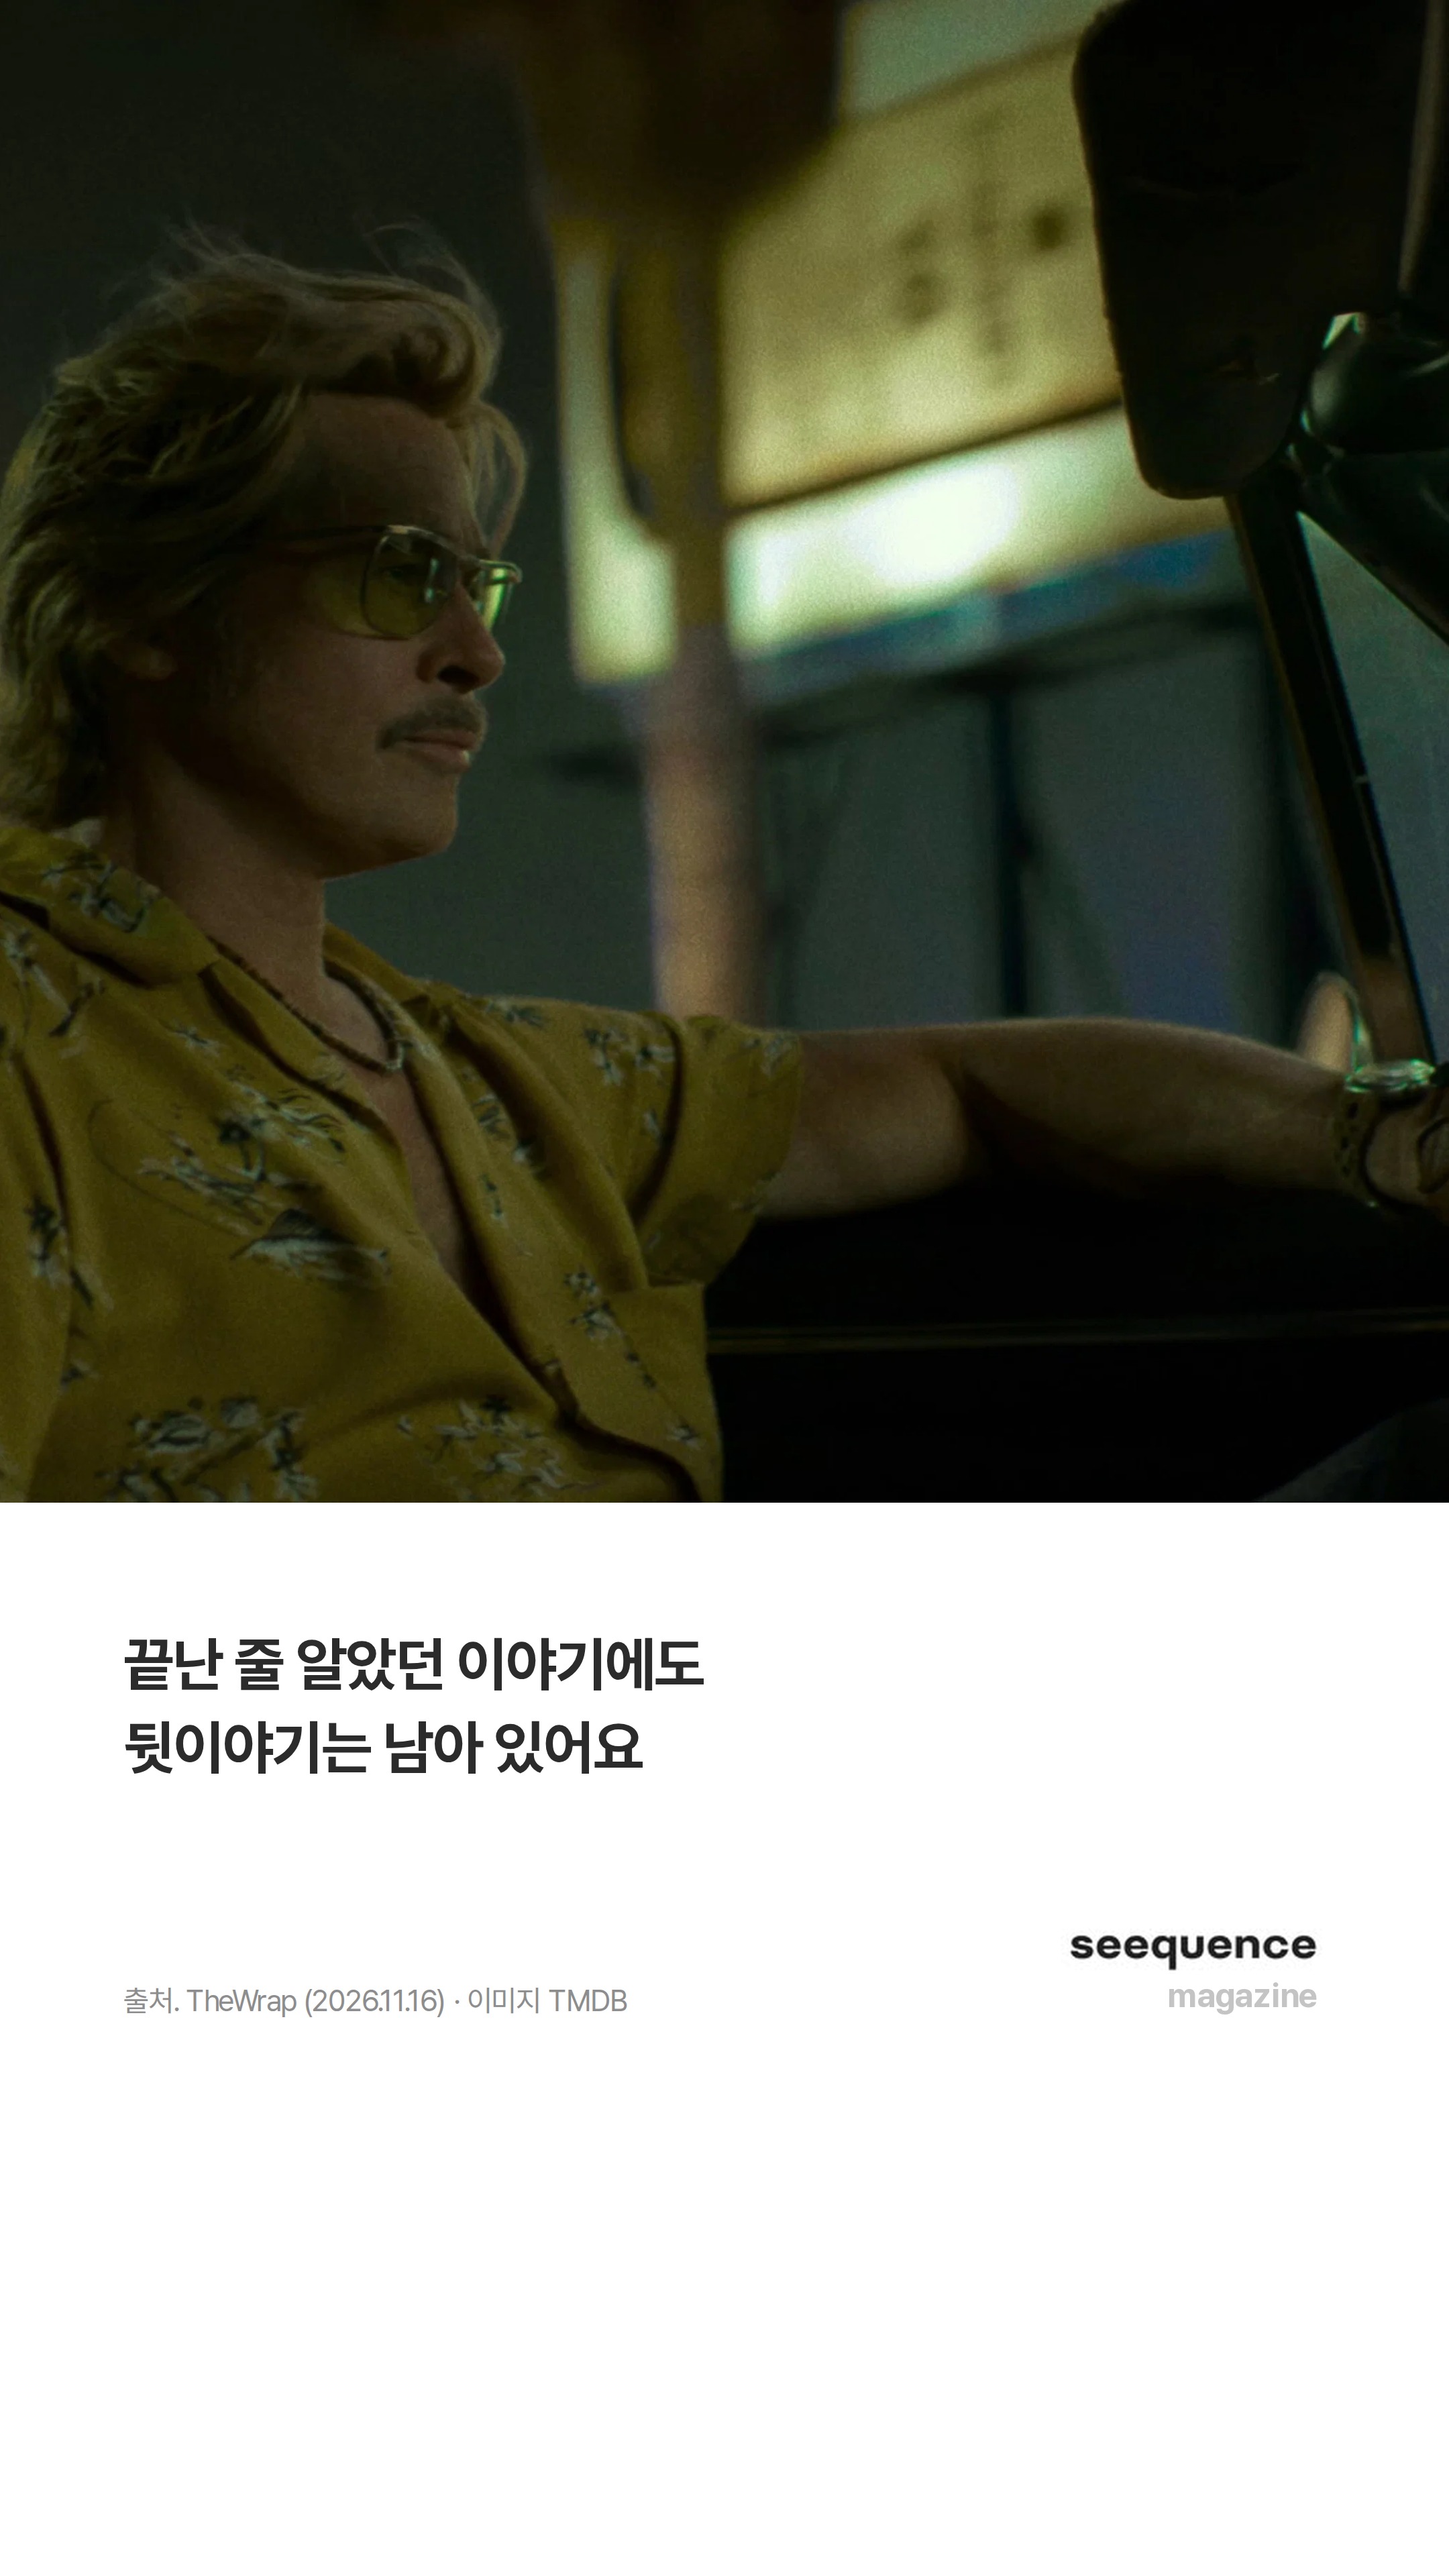 끝난 줄 알았던 이야기에도
뒷이야기는 남아 있어요
seequence
magazine
출처. TheWrap (2026.11.16) · 이미지 TMDB